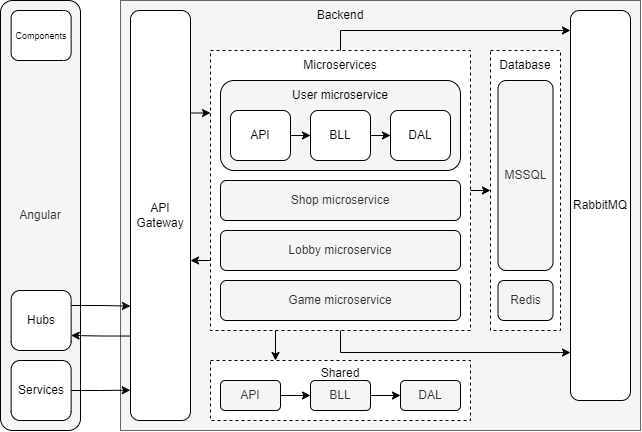 Backend
Components
Angular
Hubs
Services
API
Gateway
Microservices
User microservice
API
BLL
DAL
Shop microservice
Lobby microservice
Game microservice
Database
MSSQL
Redis
RabbitMQ
Shared
API
BLL
DAL